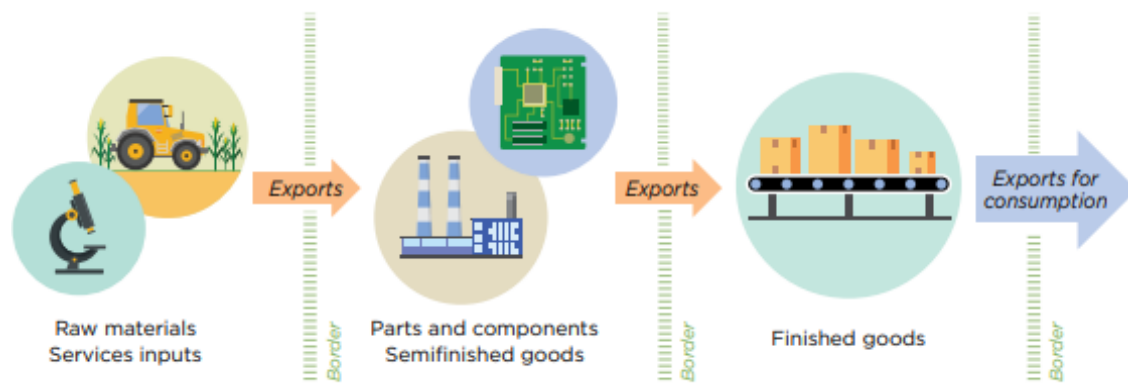 Exports
Exports
Exports for
consumption
Raw materials
Services inputs
Border
Parts and components
Semifinished goods
Border
Finished goods
Border